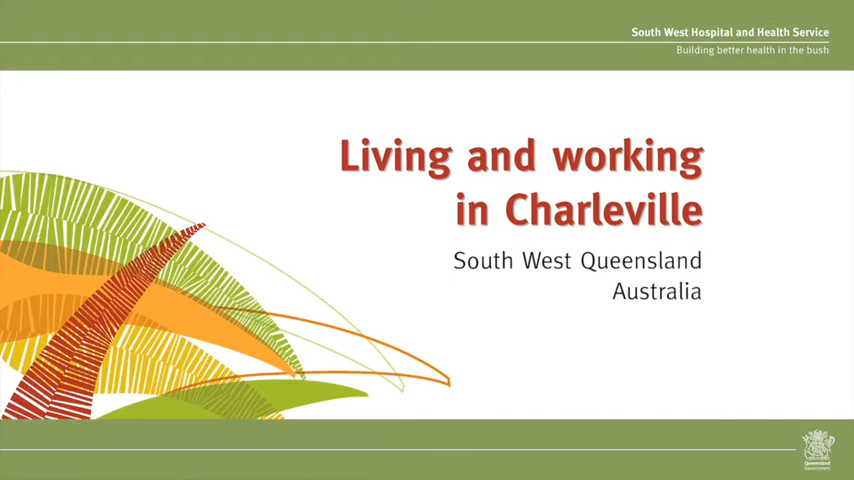 South West Hospital and Health Service
Building better health in the bush
Living and working
in Charleville
South West Queensland
Australia
Queensland
Government